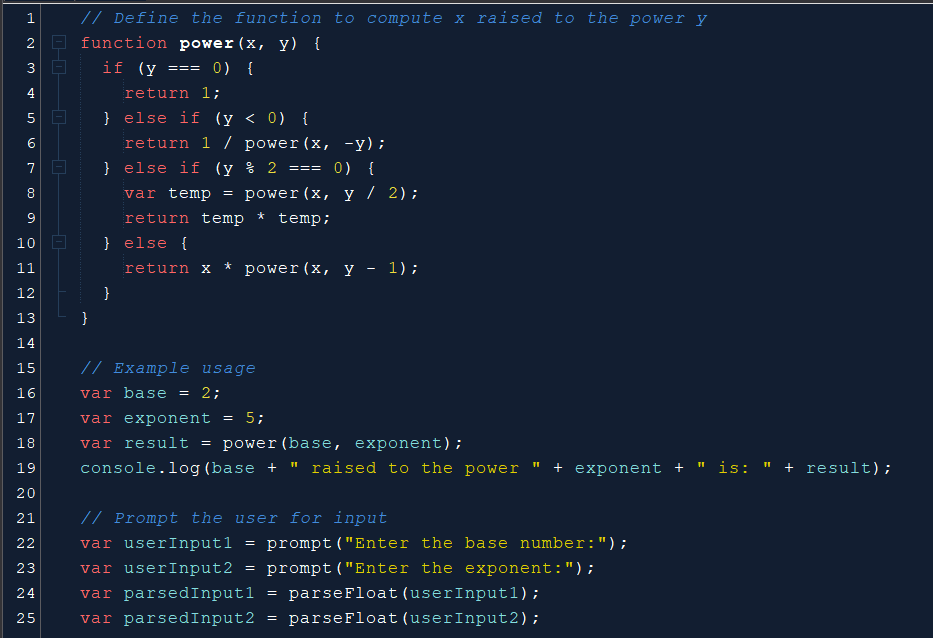 1 // Define the function to compute x raised to the power y
2 function power(x, y) {
3   if (y === 0) {
4     return 1;
5   } else if (y < 0) {
6     return 1 / power(x, -y);
7   } else if (y % 2 === 0) {
8     var temp = power(x, y / 2);
9     return temp * temp;
10   } else {
11     return x * power(x, y - 1);
12   }
13 }
14
15 // Example usage
16 var base = 2;
17 var exponent = 5;
18 var result = power(base, exponent);
19 console.log(base + " raised to the power " + exponent + " is: " + result);
20
21 // Prompt the user for input
22 var userInput1 = prompt("Enter the base number:");
23 var userInput2 = prompt("Enter the exponent:");
24 var parsedInput1 = parseFloat(userInput1);
25 var parsedInput2 = parseFloat(userInput2);